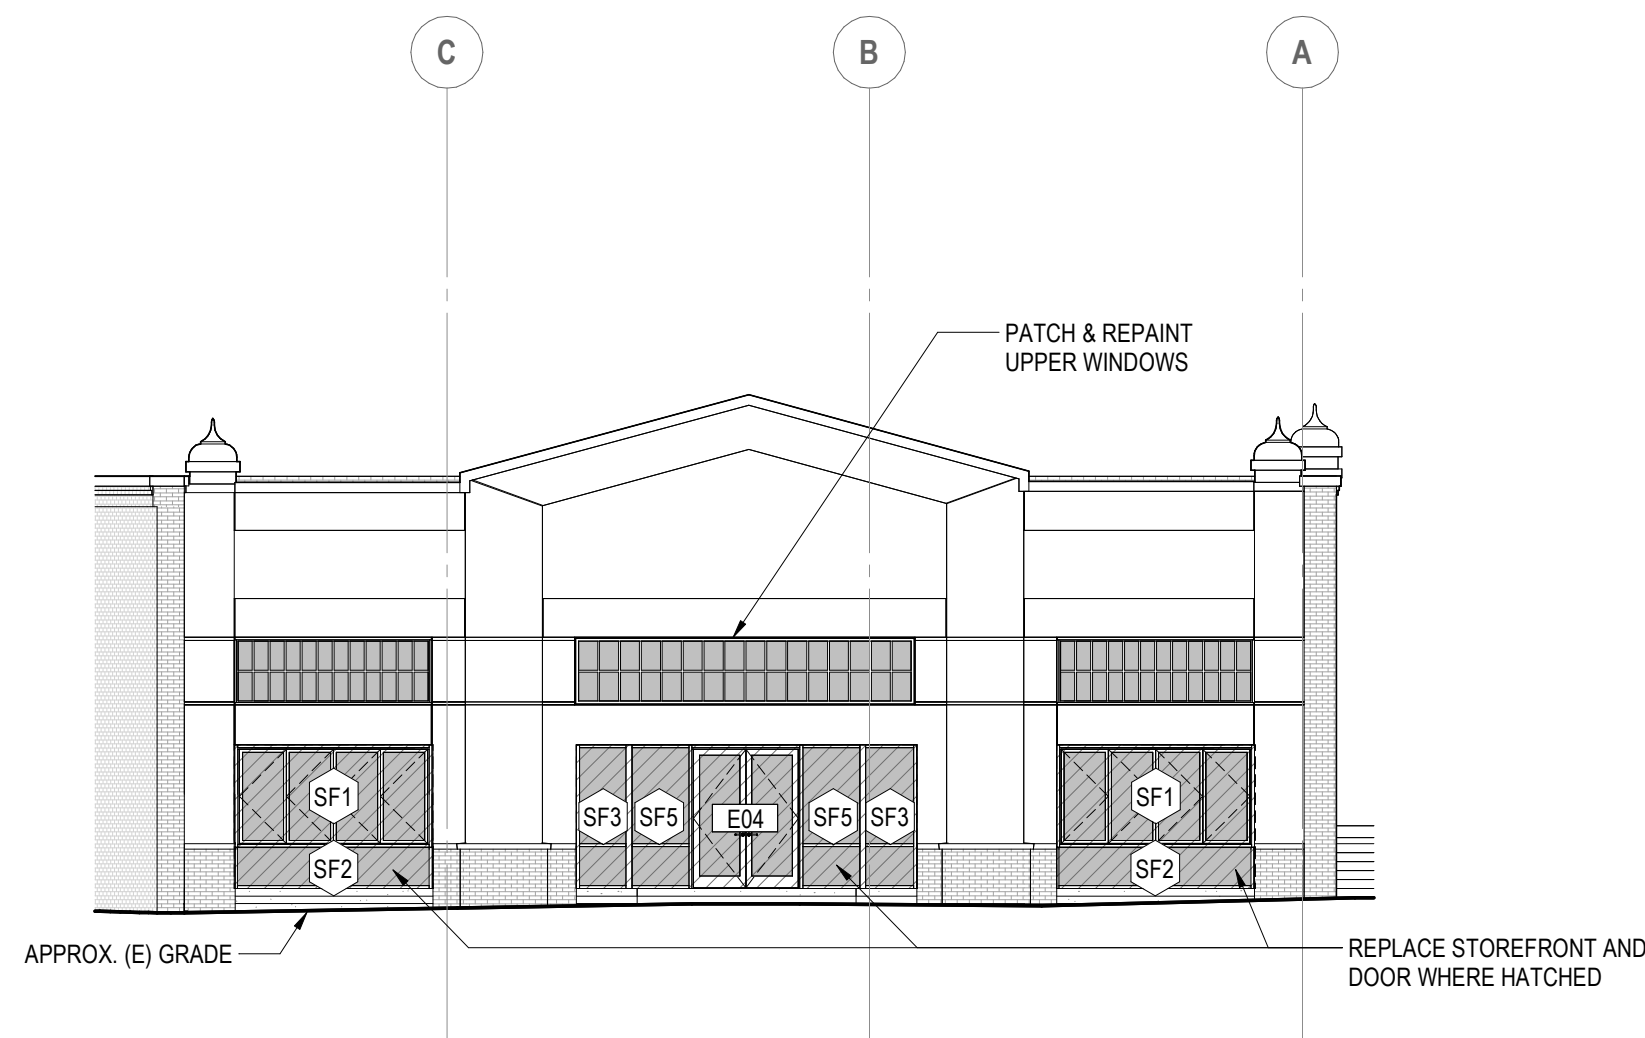 C B A
PATCH & REPAINT
UPPER WINDOWS
SF1 SF1
SF3 SF5 E04 SF5 SF3
SF2 SF2
APPROX. (E) GRADE
REPLACE STOREFRONT AND
DOOR WHERE HATCHED